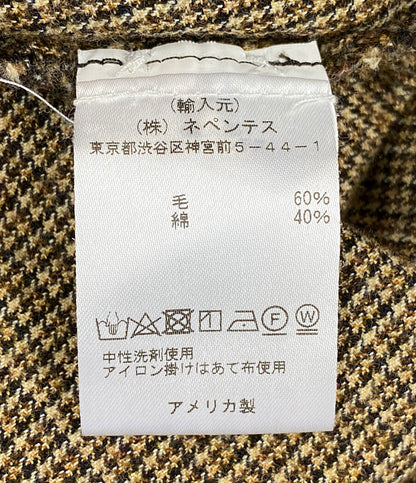 （輸入元）
（株）ネペンテス
東京都渋谷区神宮前5－44－1
毛 60%
綿 40%
F W
中性洗剤使用
アイロン掛けはあて布使用
アメリカ製